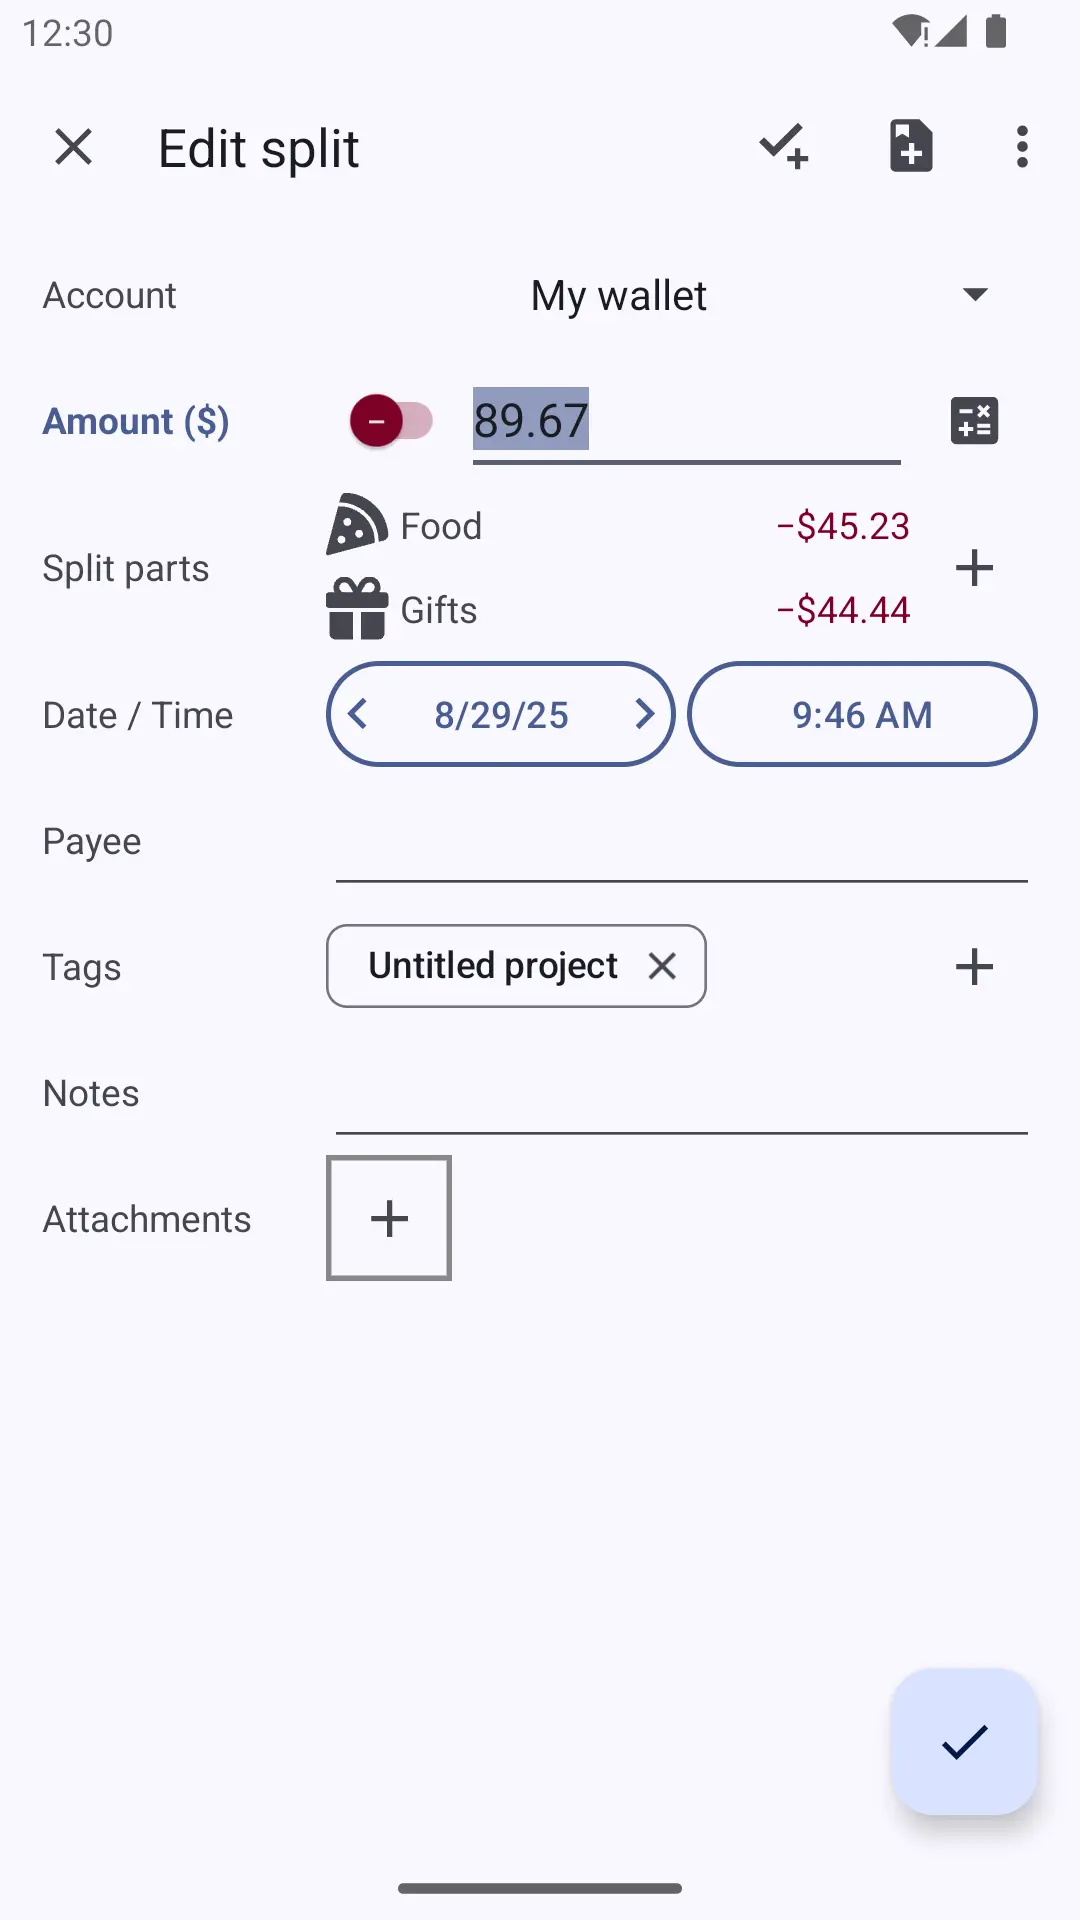 12:30
Edit split
Account My wallet
Amount ($) 89.67
Split parts
Food −$45.23
Gifts −$44.44
Date / Time 8/29/25 9:46 AM
Payee
Tags Untitled project
Notes
Attachments